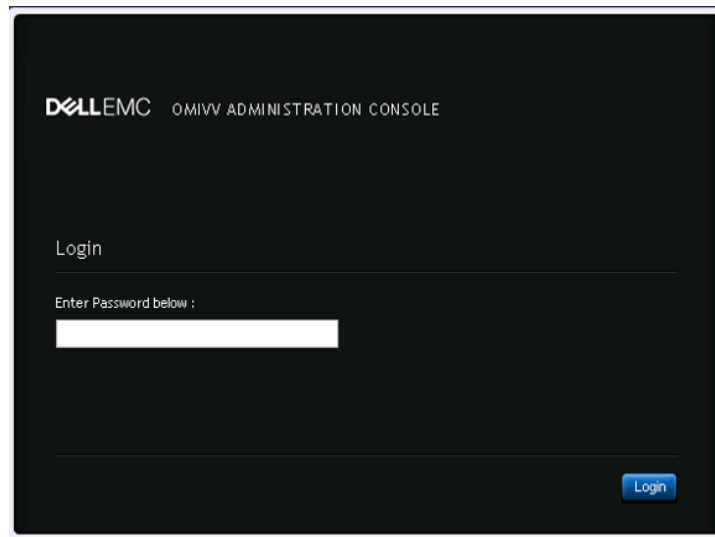 DELLEMC OMIVV ADMINISTRATION CONSOLE
Login
Enter Password below :
Login